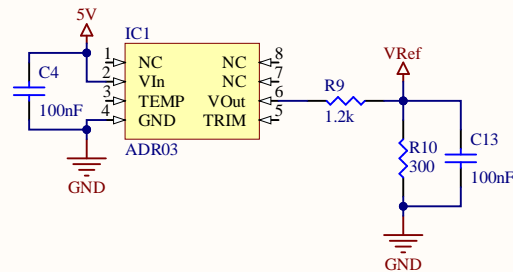 5V
IC1
C4
100nF
1
NC
NC
8
2
VIn
NC
7
3
TEMP
VOut
6
4
GND
TRIM
5
ADR03
GND
R9
1.2k
VRef
R10
300
C13
100nF
GND